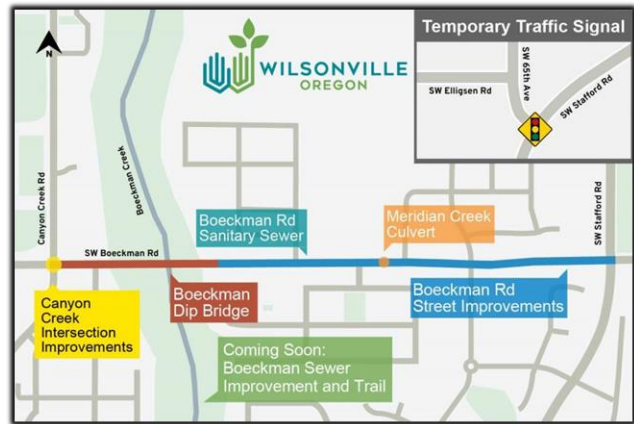 Temporary Traffic Signal
SW 65th Ave
SW Elligsen Rd
SW Stafford Rd
N
WILSONVILLE
OREGON
Canyon Creek Rd
Boeckman Creek
SW Stafford Rd
Boeckman Rd
Sanitary Sewer
Meridian Creek
Culvert
SW Boeckman Rd
Canyon
Creek
Intersection
Improvements
Boeckman
Dip Bridge
Boeckman Rd
Street Improvements
Coming Soon:
Boeckman Sewer
Improvement and Trail